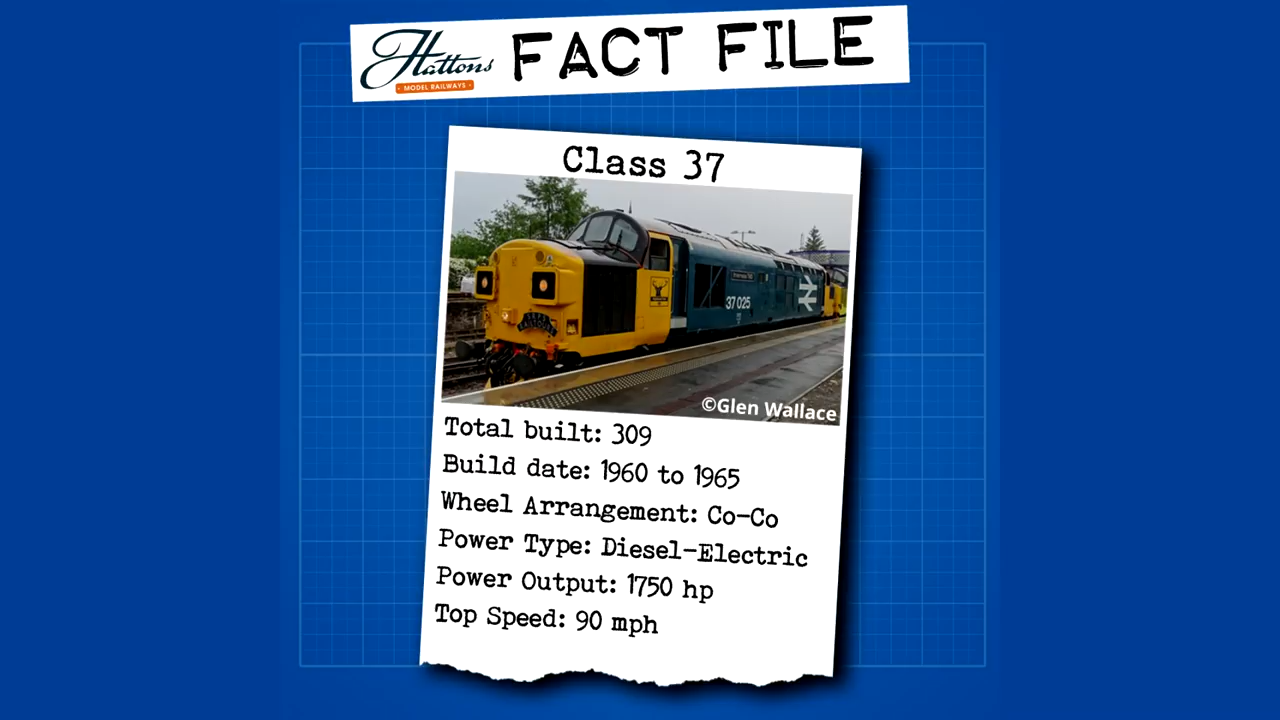 Hattons FACT FILE
MODEL RAILWAYS
Class 37
37 025
©Glen Wallace
Total built: 309
Build date: 1960 to 1965
Wheel Arrangement: Co-Co
Power Type: Diesel-Electric
Power Output: 1750 hp
Top Speed: 90 mph